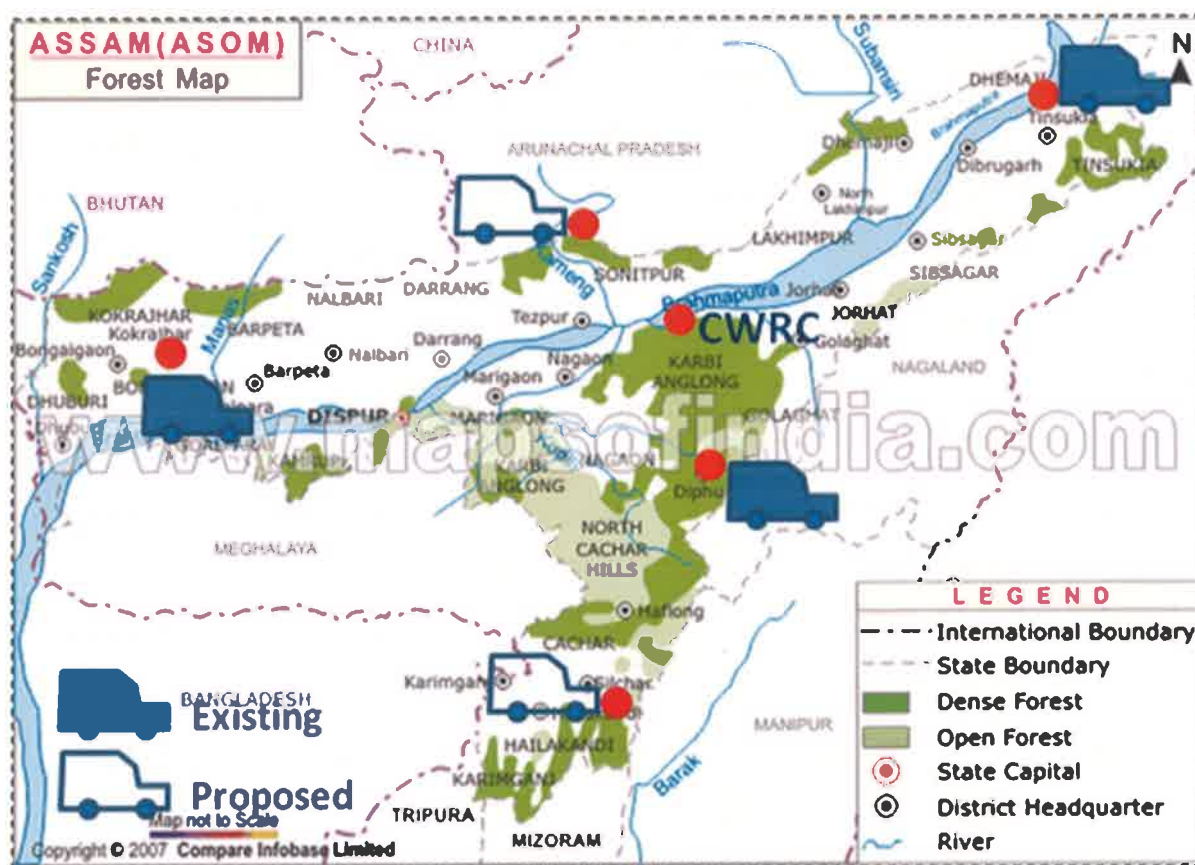 ASSAM(ASOM)
Forest Map
CHINA
Subansiri
N
DHEMAJI
Brahmaputra
Tinsukia
ARUNACHAL PRADESH
Dhemaji
Dibrugarh
TINSUKIA
BHUTAN
North
Lakhimpur
Sankosh
LAKHIMPUR
Sibsagar
Kameng
SONITPUR
SIBSAGAR
NALBARI
DARRANG
Manas
Brahmaputra
Jorhat
JORHAT
KOKRAJHAR
Kokrajhar
BARPETA
Tezpur
CWRC
Golaghat
Bongaigaon
Nalbari
Darrang
Nagaon
KARBI
ANGLONG
NAGALAND
Barpeta
Marigaon
DHUBURI
DISPUR
MARIGAON
GOLAGHAT
www.mapsofindia.com
KARBI
ANGLONG
NAGAON
Diphu
MEGHALAYA
NORTH
CACHAR
HILLS
Haflong
CACHAR
LEGEND
International Boundary
State Boundary
Dense Forest
Open Forest
State Capital
District Headquarter
River
Silchar
BANGLADESH
Existing
MANIPUR
HAILAKANDI
KARIMGANJ
Barak
Proposed
Map not to Scale
TRIPURA
MIZORAM
Copyright © 2007 Compare Infobase Limited